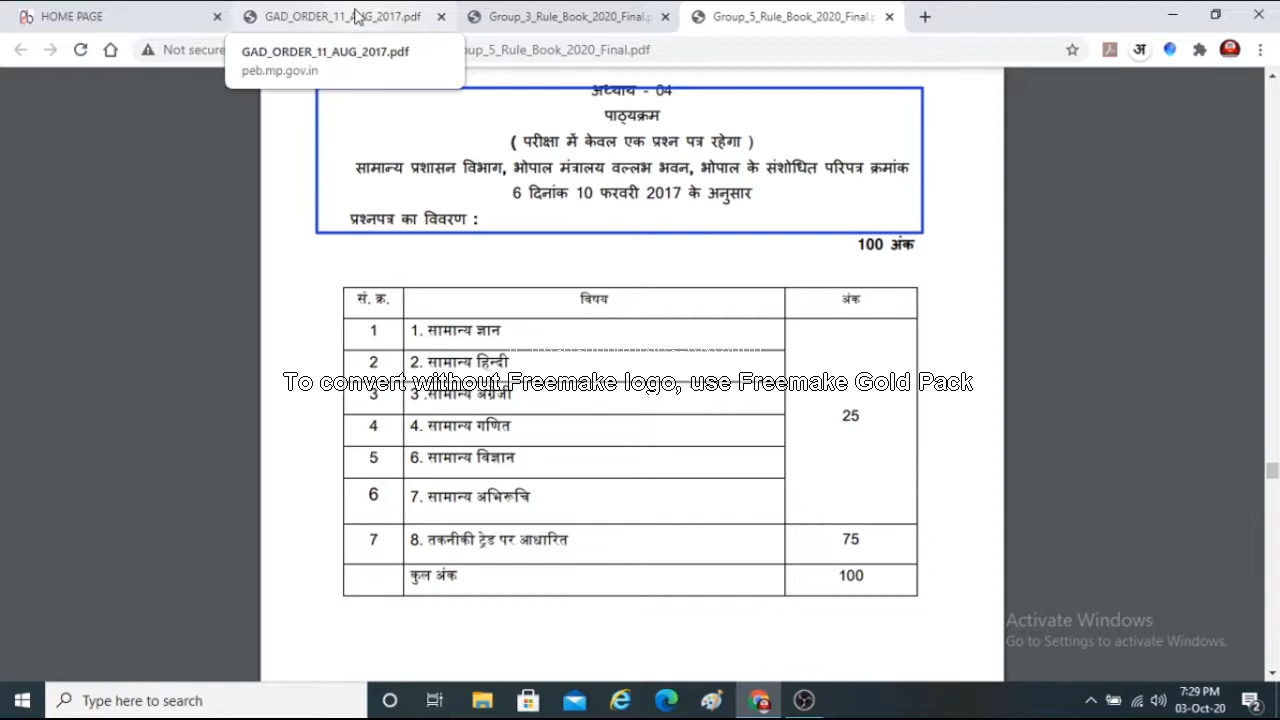 HOME PAGE
GAD_ORDER_11_AUG_2017.pdf
Group_3_Rule_Book_2020_Final.p
Group_5_Rule_Book_2020_Final.p
Not secure
up_5_Rule_Book_2020_Final.pdf
अ
GAD_ORDER_11_AUG_2017.pdf
peb.mp.gov.in
अध्याय - 04
पाठ्यक्रम
( परीक्षा में केवल एक प्रश्न पत्र रहेगा )
सामान्य प्रशासन विभाग, भोपाल मंत्रालय वल्लभ भवन, भोपाल के संशोधित परिपत्र क्रमांक
6 दिनांक 10 फरवरी 2017 के अनुसार
प्रश्नपत्र का विवरण :
100 अंक
सं. क्र. विषय अंक
1 1. सामान्य ज्ञान
2 2. सामान्य हिन्दी
To convert without Freemake logo, use Freemake Gold Pack
3 3 .सामान्य अंग्रेजी
25
4 4. सामान्य गणित
5 6. सामान्य विज्ञान
6 7. सामान्य अभिरूचि
7 8. तकनीकी ट्रेड पर आधारित 75
कुल अंक 100
Activate Windows
Go to Settings to activate Windows.
Type here to search
7:29 PM
03-Oct-20
2